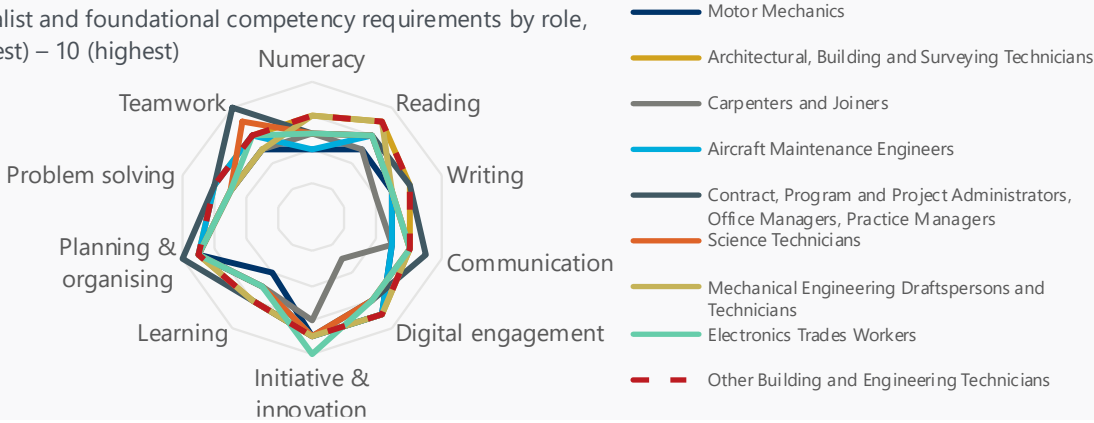 list and foundational competency requirements by role,
est) – 10 (highest)
Numeracy
Reading
Writing
Communication
Digital engagement
Initiative &
innovation
Learning
Planning &
organising
Problem solving
Teamwork
Motor Mechanics
Architectural, Building and Surveying Technicians
Carpenters and Joiners
Aircraft Maintenance Engineers
Contract, Program and Project Administrators,
Office Managers, Practice Managers
Science Technicians
Mechanical Engineering Draftspersons and
Technicians
Electronics Trades Workers
Other Building and Engineering Technicians